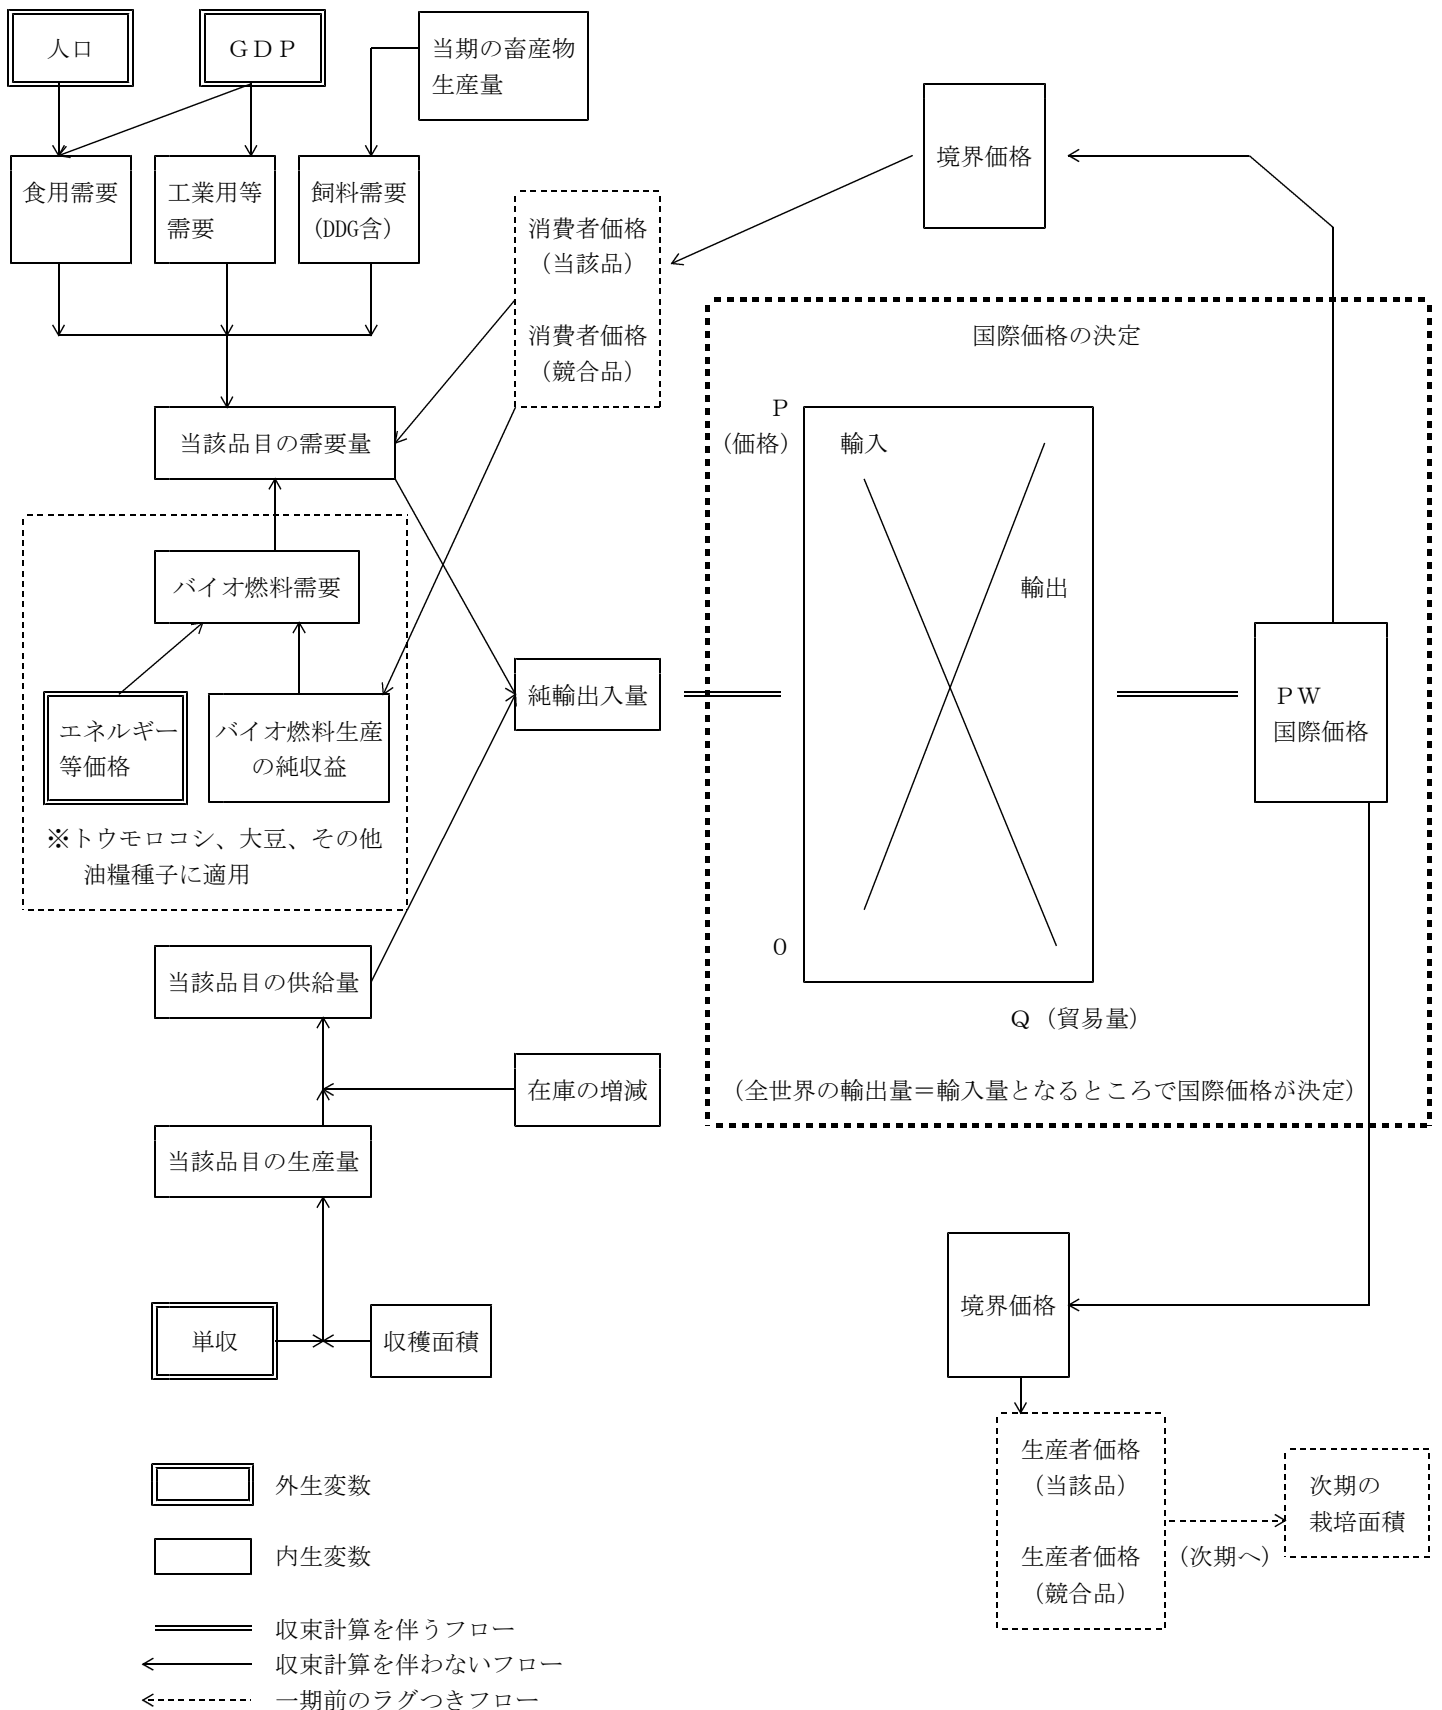 人口
ＧＤＰ
当期の畜産物
生産量
境界価格
食用需要
工業用等
需要
飼料需要
（DDG含）
消費者価格
（当該品）
消費者価格
（競合品）
国際価格の決定
Ｐ
（価格）
輸入
当該品目の需要量
バイオ燃料需要
輸出
純輸出入量
ＰＷ
国際価格
エネルギー
等価格
バイオ燃料生産
の純収益
※トウモロコシ、大豆、その他
油糧種子に適用
０
当該品目の供給量
Ｑ（貿易量）
在庫の増減
（全世界の輸出量＝輸入量となるところで国際価格が決定）
当該品目の生産量
境界価格
単収
収穫面積
生産者価格
（当該品）
生産者価格
（競合品）
（次期へ）
次期の
栽培面積
外生変数
内生変数
収束計算を伴うフロー
収束計算を伴わないフロー
一期前のラグつきフロー